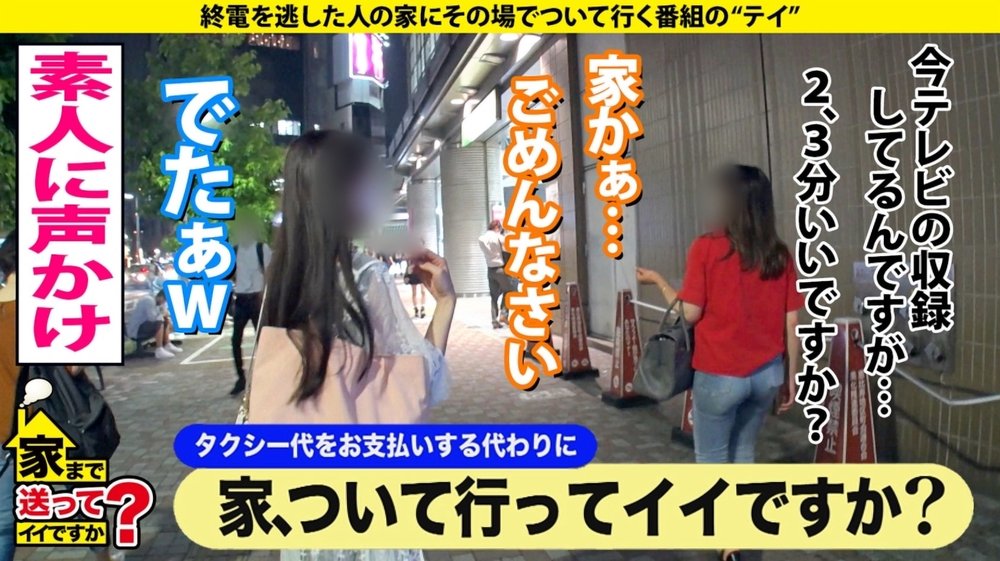 終電を逃した人の家にその場でついて行く番組の“テイ”
今テレビの収録
してるんですが…
２、３分いいですか？
家かぁ…
ごめんなさい
でたぁｗ
素人に声かけ
タクシー代をお支払いする代わりに
家、ついて行ってイイですか？
家まで
送って
イイですか
？